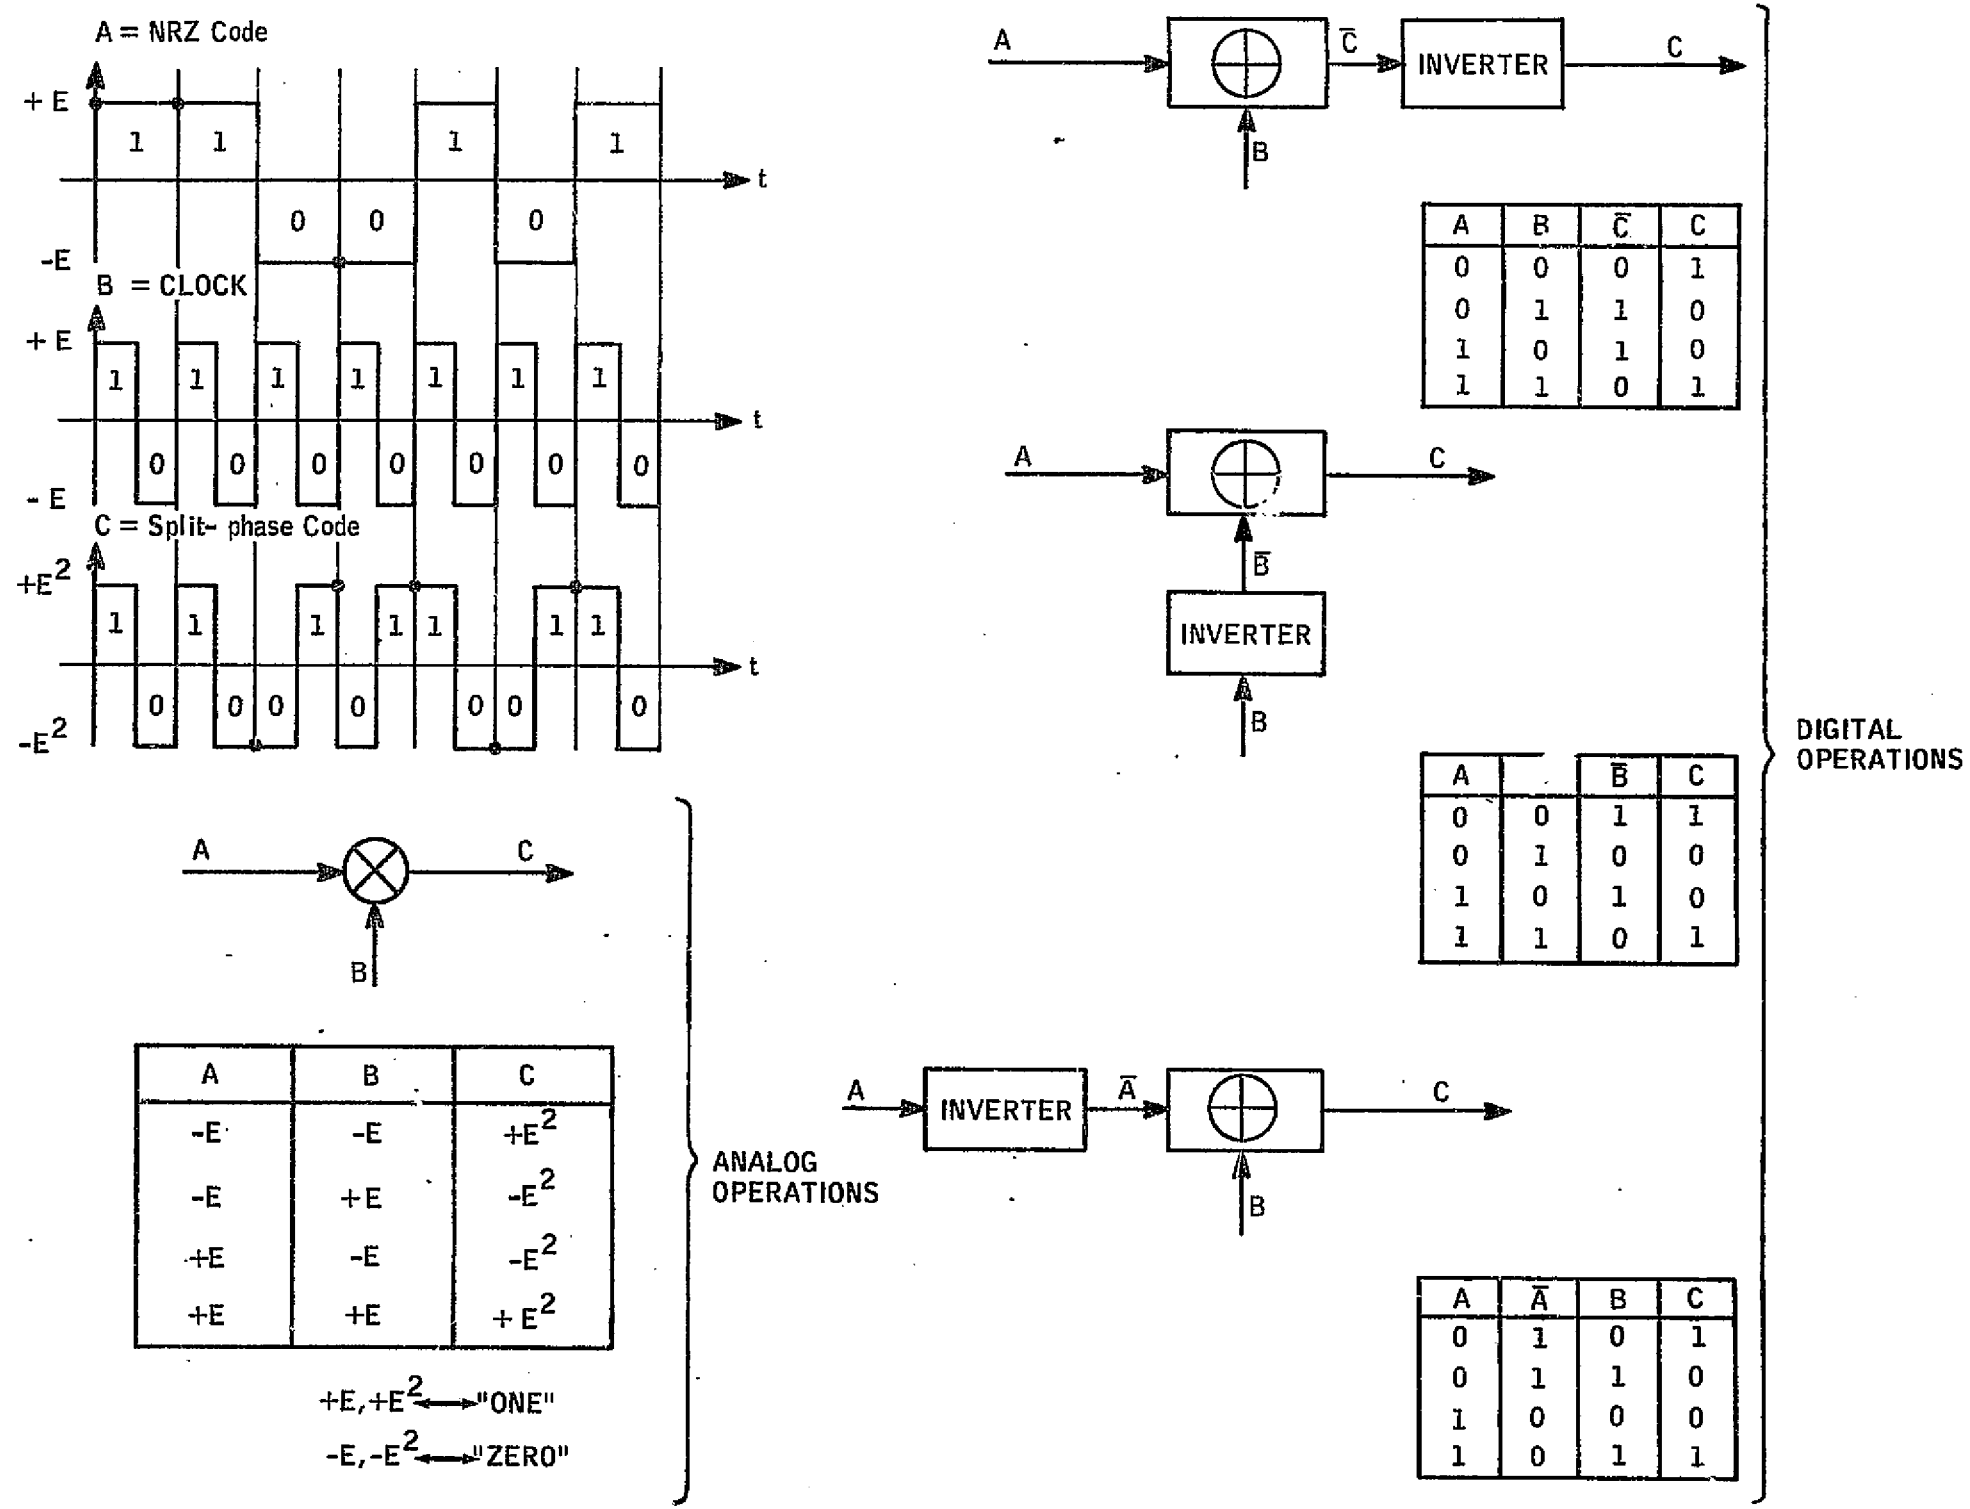 A = NRZ Code
+E
1 1 1 1
t
0 0 0
-E
B = CLOCK
+E
1 1 1 1 1 1 1
t
0 0 0 0 0 0 0
-E
C = Split-phase Code
+E²
1 1 1 1 1 1 1
t
0 0 0 0 0 0 0
-E²
A C
B
A B C
-E -E +E²
-E +E -E²
+E -E -E²
+E +E +E²
+E,+E² ↔ "ONE"
-E,-E² ↔ "ZERO"
ANALOG
OPERATIONS
A C̅ INVERTER C
B
A B C̅ C
0 0 0 1
0 1 1 0
1 0 1 0
1 1 0 1
A C
B̅
INVERTER
B
A B̅ C
0 0 1 1
0 1 0 0
1 0 1 0
1 1 0 1
A INVERTER A̅ C
B
A A̅ B C
0 1 0 1
0 1 1 0
1 0 0 0
1 0 1 1
DIGITAL
OPERATIONS